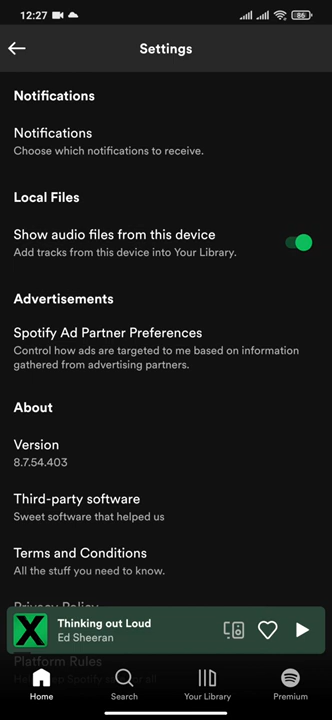 12:27
86
Settings
Notifications
Notifications
Choose which notifications to receive.
Local Files
Show audio files from this device
Add tracks from this device into Your Library.
Advertisements
Spotify Ad Partner Preferences
Control how ads are targeted to me based on information
gathered from advertising partners.
About
Version
8.7.54.403
Third-party software
Sweet software that helped us
Terms and Conditions
All the stuff you need to know.
Privacy Policy
Thinking out Loud
Ed Sheeran
Platform Rules
Home
Search
Your Library
Premium